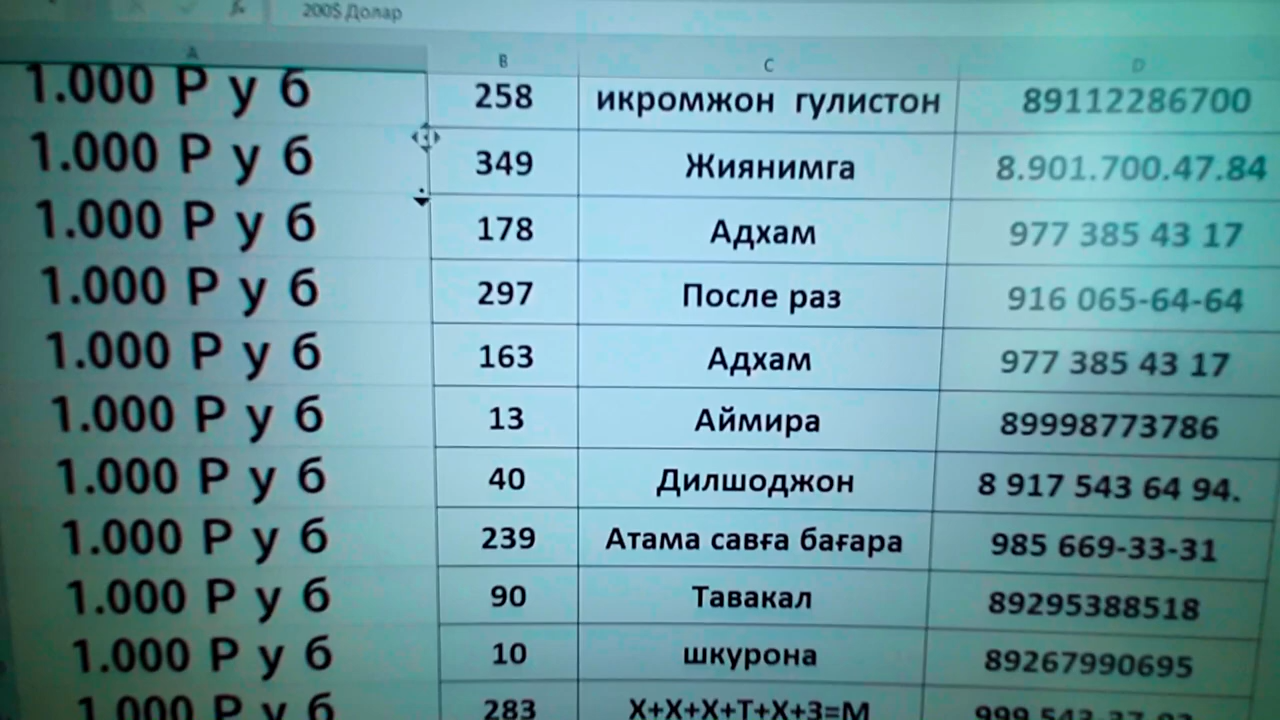 fx 200$ Долар
A B C D
1.000 Р у б 258 икромжон гулистон 89112286700
1.000 Р у б 349 Жиянимга 8.901.700.47.84
1.000 Р у б 178 Адхам 977 385 43 17
1.000 Р у б 297 После раз 916 065-64-64
1.000 Р у б 163 Адхам 977 385 43 17
1.000 Р у б 13 Аймира 89998773786
1.000 Р у б 40 Дилшоджон 8 917 543 64 94.
1.000 Р у б 239 Атама савға бағара 985 669-33-31
1.000 Р у б 90 Тавакал 89295388518
1.000 Р у б 10 шкурона 89267990695
1.000 Р у б 283 Х+Х+Х+Т+Х+З=М